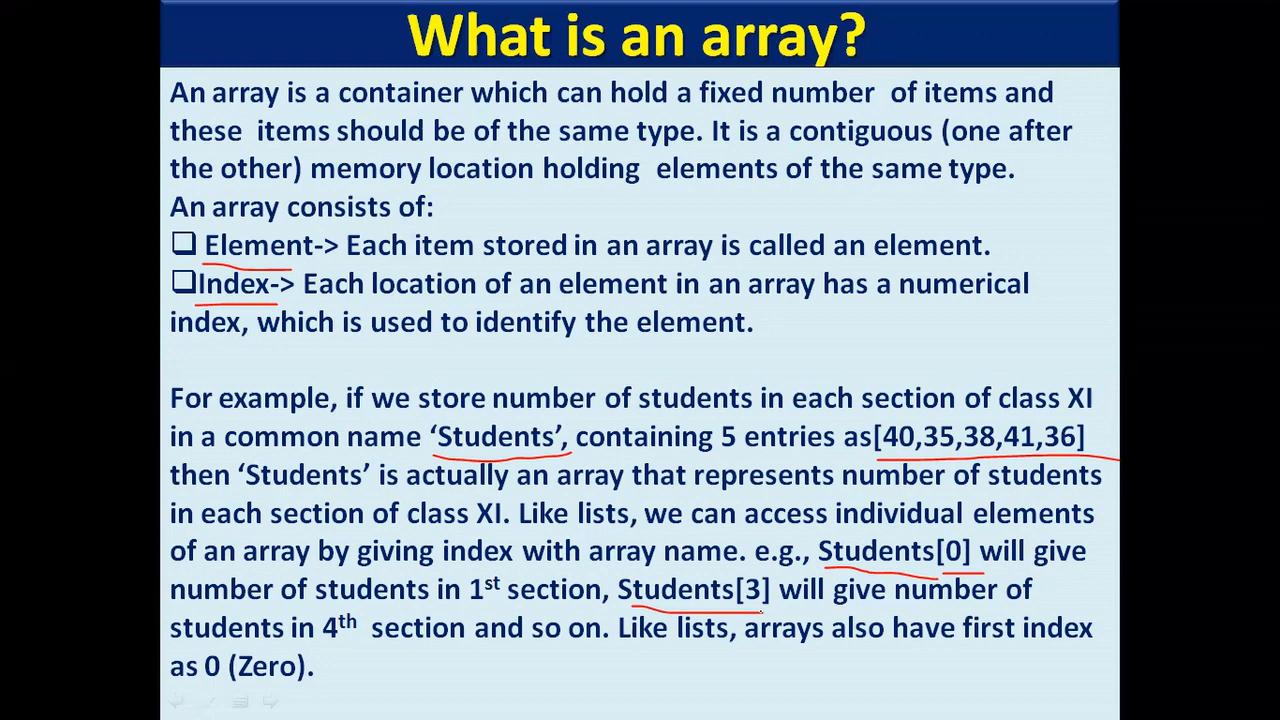 What is an array?
An array is a container which can hold a fixed number of items and
these items should be of the same type. It is a contiguous (one after
the other) memory location holding elements of the same type.
An array consists of:
❑ Element-> Each item stored in an array is called an element.
❑Index-> Each location of an element in an array has a numerical
index, which is used to identify the element.
For example, if we store number of students in each section of class XI
in a common name ‘Students’, containing 5 entries as[40,35,38,41,36]
then ‘Students’ is actually an array that represents number of students
in each section of class XI. Like lists, we can access individual elements
of an array by giving index with array name. e.g., Students[0] will give
number of students in 1st section, Students[3] will give number of
students in 4th section and so on. Like lists, arrays also have first index
as 0 (Zero).